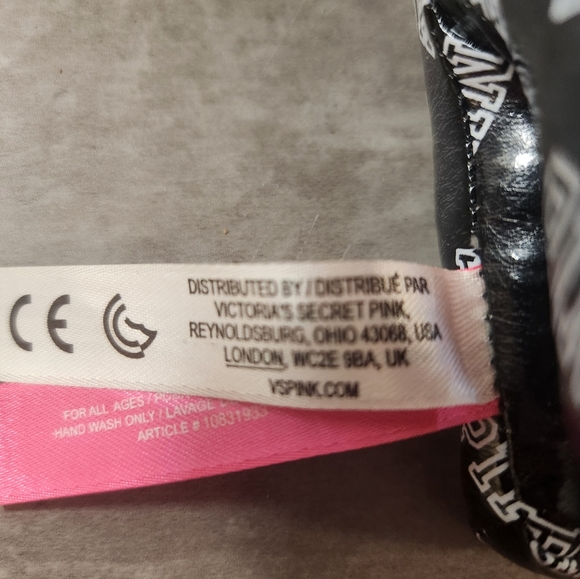 CE
DISTRIBUTED BY / DISTRIBUÉ PAR
VICTORIA'S SECRET PINK,
REYNOLDSBURG, OHIO 43068, USA
LONDON, WC2E 9BA, UK
VSPINK.COM
FOR ALL AGES /
HAND WASH ONLY / LAVAGE
ARTICLE # 10831933